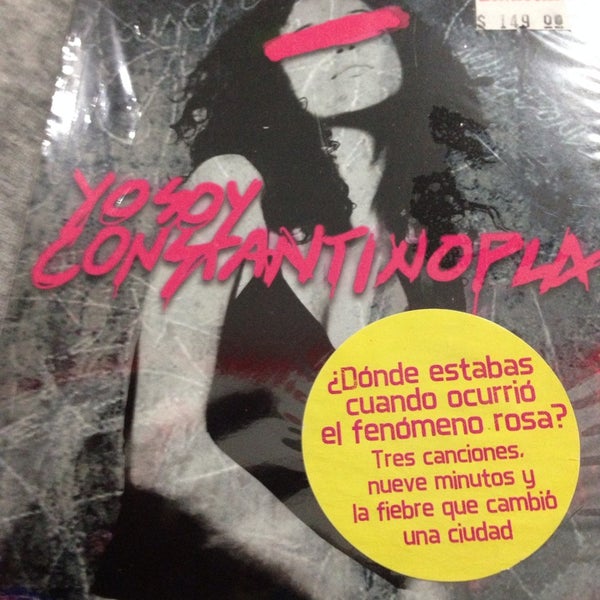 $ 149 00
YO SOY
CONSTANTINOPLA
¿Dónde estabas
cuando ocurrió
el fenómeno rosa?
Tres canciones,
nueve minutos y
la fiebre que cambió
una ciudad